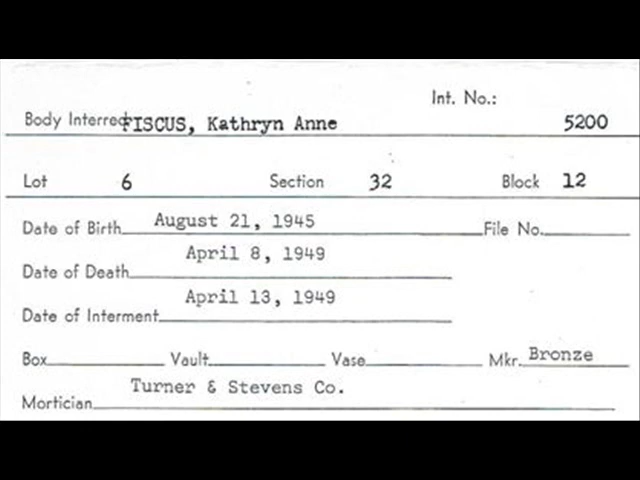 Int. No.:
Body Interred FISCUS, Kathryn Anne 5200
Lot 6 Section 32 Block 12
Date of Birth August 21, 1945 File No.
Date of Death April 8, 1949
Date of Interment April 13, 1949
Box Vault Vase Mkr. Bronze
Mortician Turner & Stevens Co.